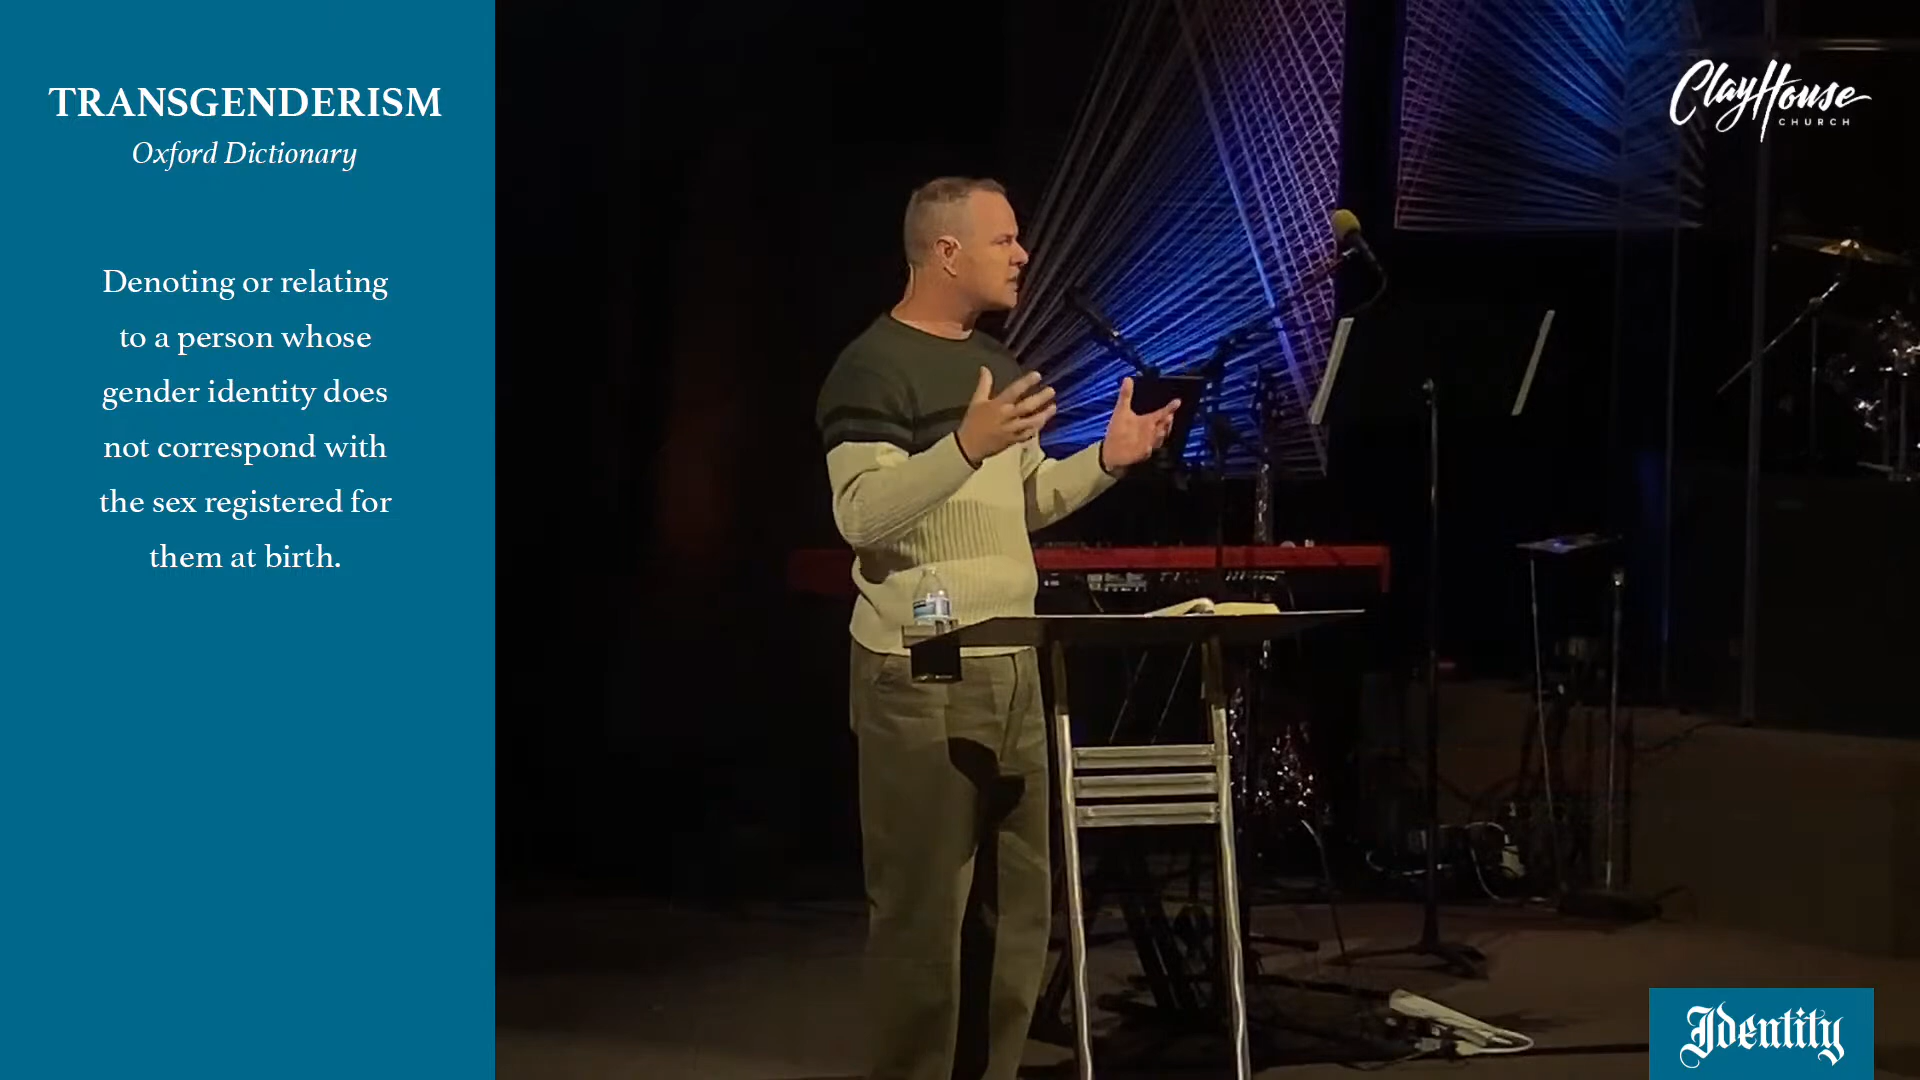 TRANSGENDERISM
Oxford Dictionary
Denoting or relating
to a person whose
gender identity does
not correspond with
the sex registered for
them at birth.
ClayHouse
CHURCH
Identity